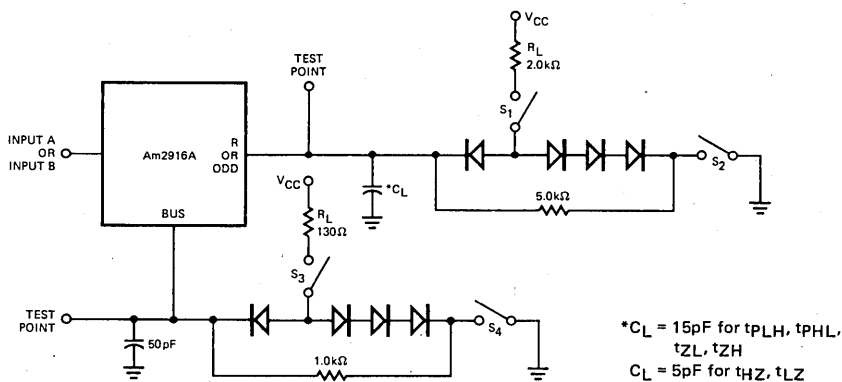 VCC
RL
2.0kΩ
TEST
POINT
S1
INPUT A
OR
INPUT B
Am2916A
R
OR
ODD
BUS
*CL
S2
5.0kΩ
VCC
RL
130Ω
S3
TEST
POINT
50pF
S4
1.0kΩ
*CL = 15pF for tPLH, tPHL,
tZL, tZH
CL = 5pF for tHZ, tLZ